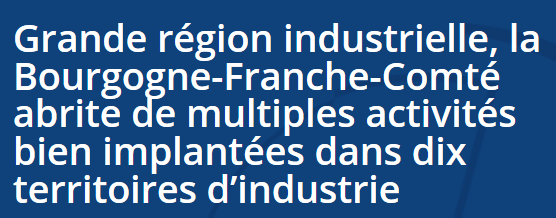 Grande région industrielle, la
Bourgogne-Franche-Comté
abrite de multiples activités
bien implantées dans dix
territoires d’industrie